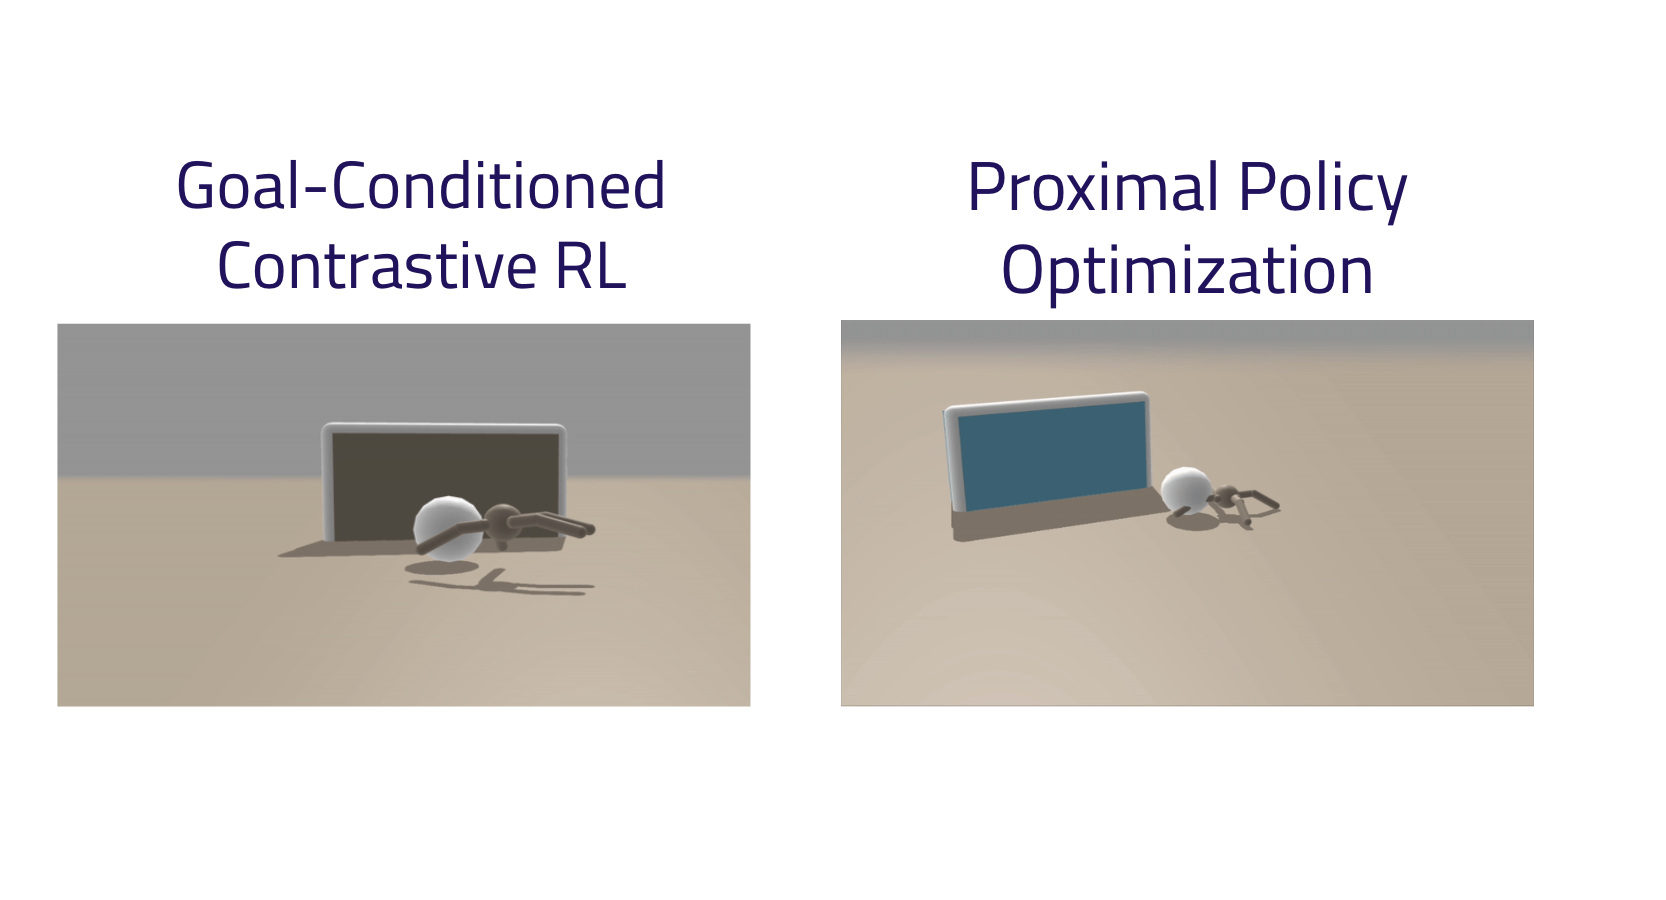 Goal-Conditioned
Contrastive RL
Proximal Policy
Optimization